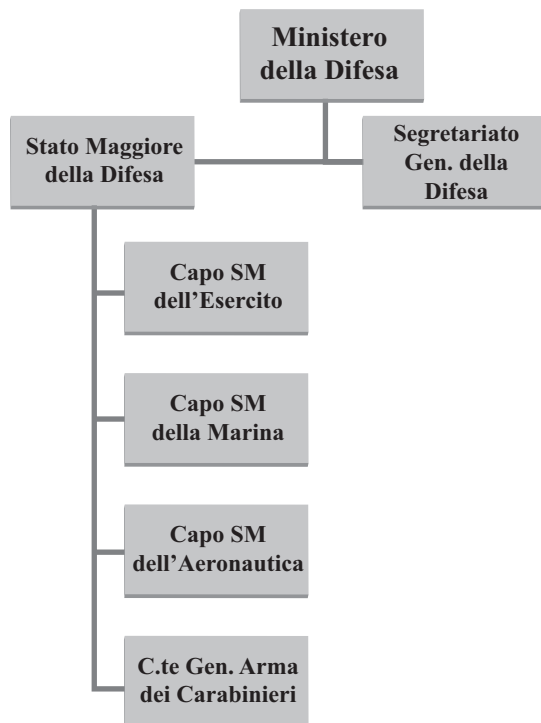 Ministero
della Difesa
Stato Maggiore
della Difesa
Segretariato
Gen. della
Difesa
Capo SM
dell’Esercito
Capo SM
della Marina
Capo SM
dell’Aeronautica
C.te Gen. Arma
dei Carabinieri